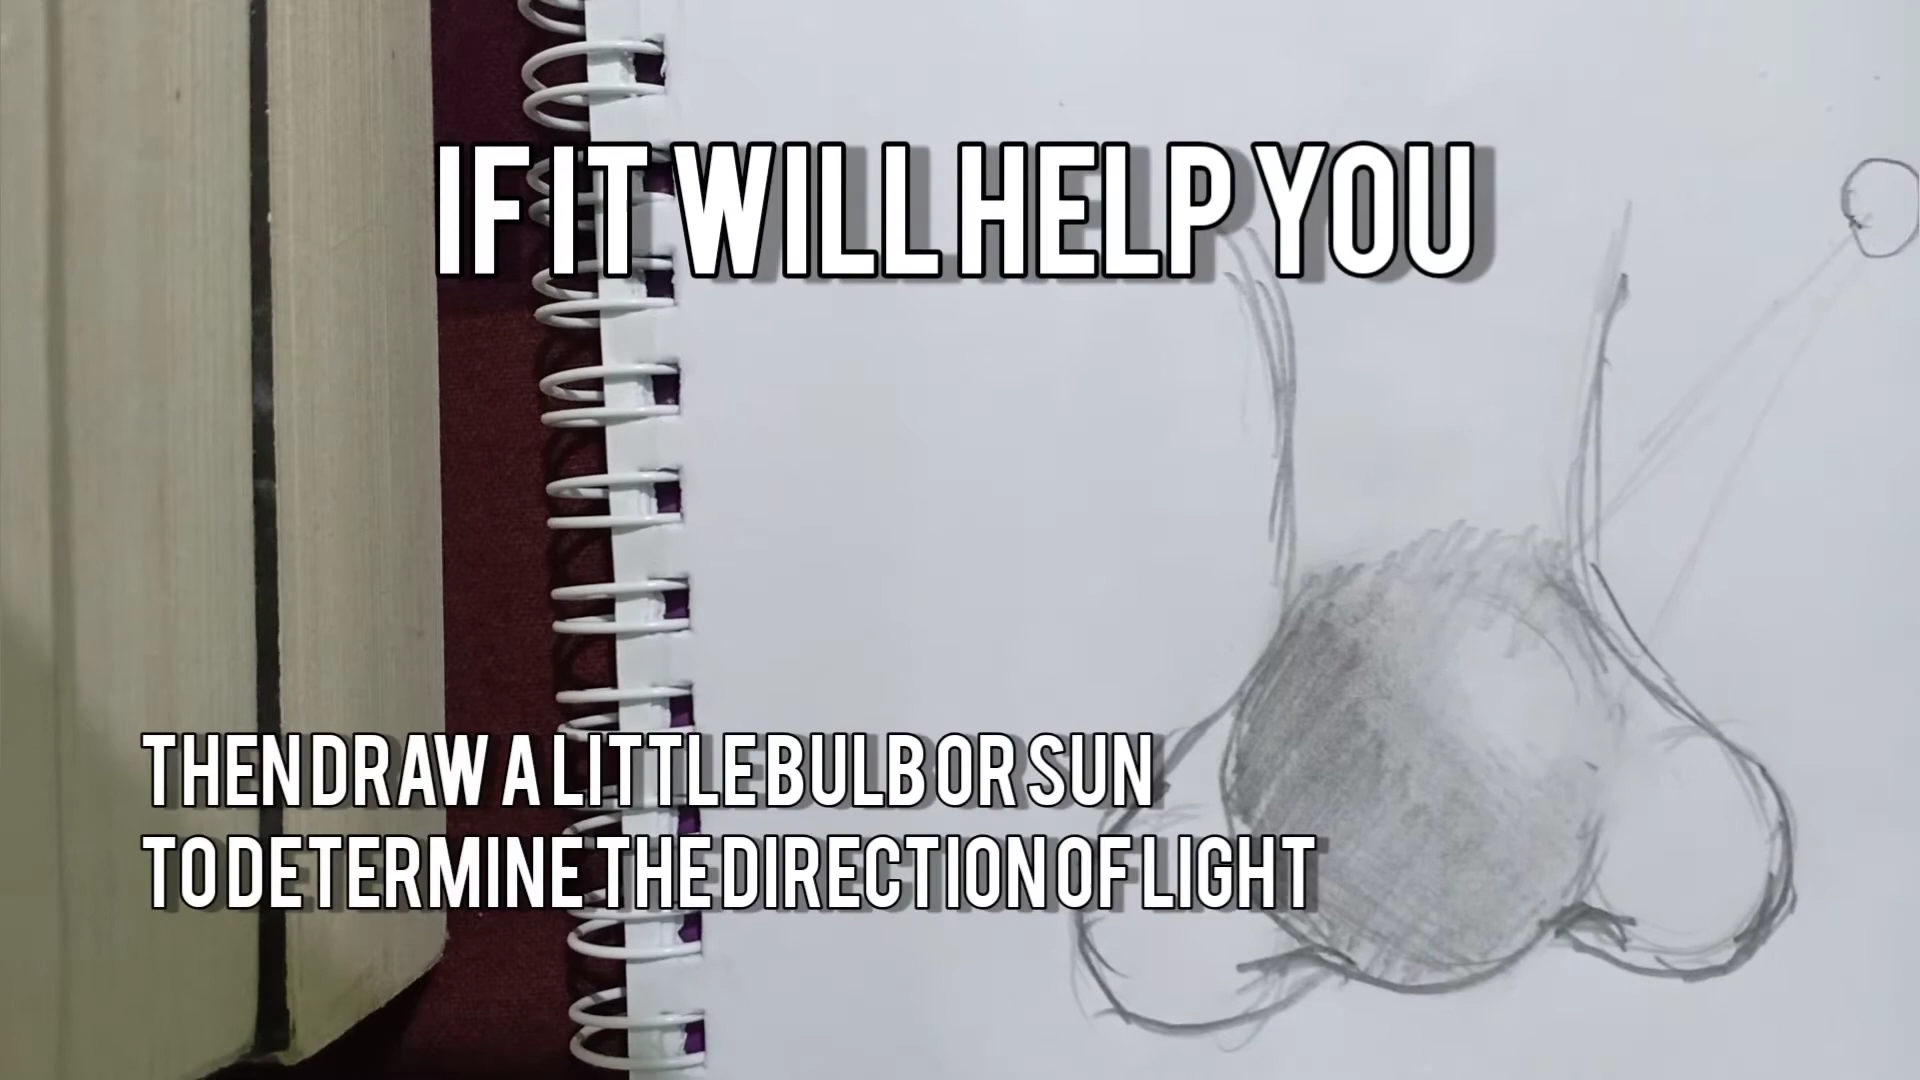 IF IT WILL HELP YOU
THEN DRAW A LITTLE BULB OR SUN
TO DETERMINE THE DIRECTION OF LIGHT